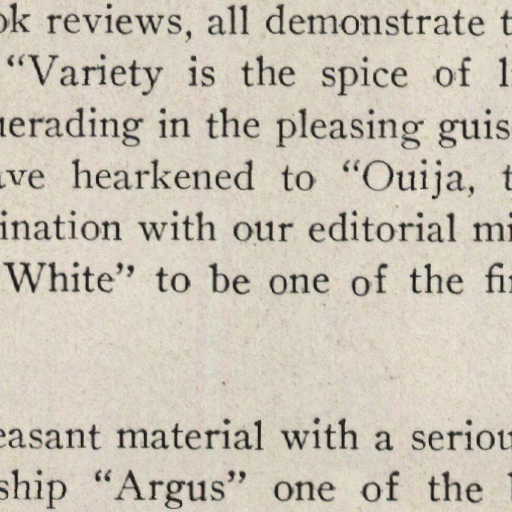 ok reviews, all demonstrate t
“Variety is the spice of l
uerading in the pleasing guis
ave hearkened to “Ouija, t
ination with our editorial mi
White” to be one of the fin
easant material with a seriou
ship “Argus” one of the